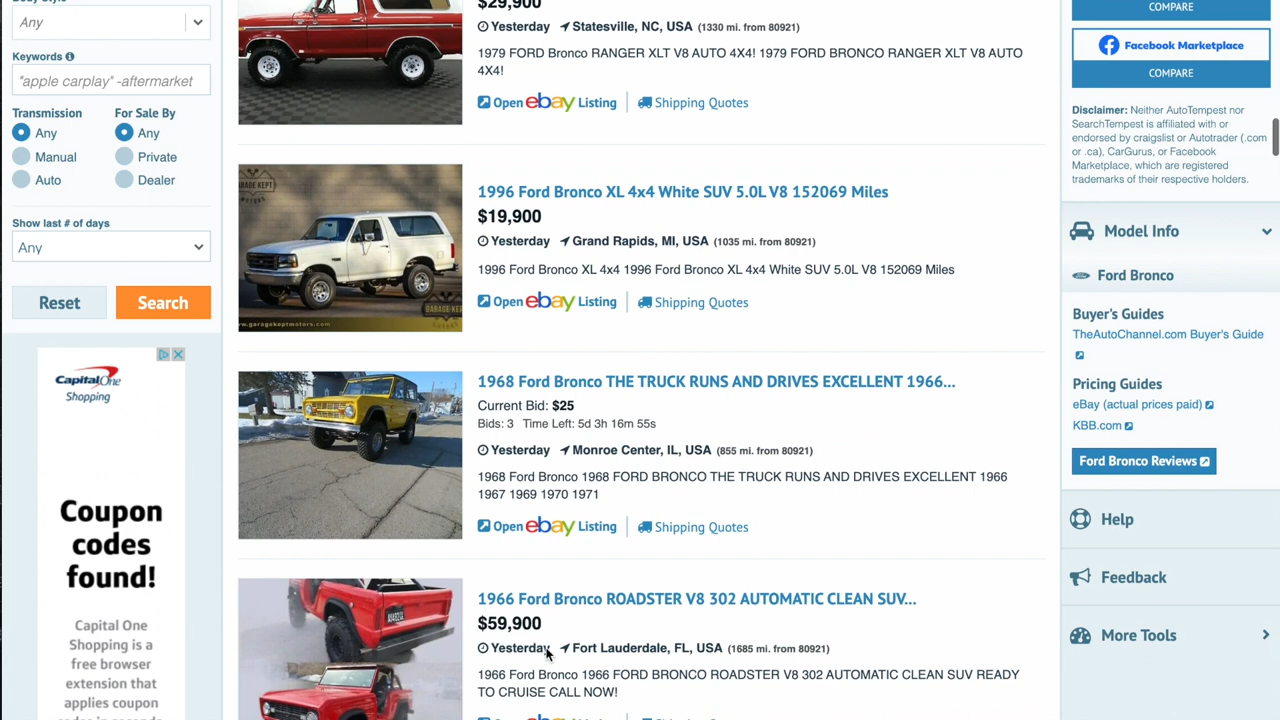 Any
Keywords
"apple carplay" -aftermarket
Transmission
For Sale By
Any
Any
Manual
Private
Auto
Dealer
Show last # of days
Any
Reset
Search
CapitalOne
Shopping
Coupon
codes
found!
Capital One
Shopping is a
free browser
extension that
applies coupon
$29,900
Yesterday Statesville, NC, USA (1330 mi. from 80921)
1979 FORD Bronco RANGER XLT V8 AUTO 4X4! 1979 FORD BRONCO RANGER XLT V8 AUTO
4X4!
Open ebay Listing Shipping Quotes
GARAGE KEPT
1996 Ford Bronco XL 4x4 White SUV 5.0L V8 152069 Miles
$19,900
Yesterday Grand Rapids, MI, USA (1035 mi. from 80921)
1996 Ford Bronco XL 4x4 1996 Ford Bronco XL 4x4 White SUV 5.0L V8 152069 Miles
Open ebay Listing Shipping Quotes
www.garagekeptmotors.com
1968 Ford Bronco THE TRUCK RUNS AND DRIVES EXCELLENT 1966...
Current Bid: $25
Bids: 3 Time Left: 5d 3h 16m 55s
Yesterday Monroe Center, IL, USA (855 mi. from 80921)
1968 Ford Bronco 1968 FORD BRONCO THE TRUCK RUNS AND DRIVES EXCELLENT 1966
1967 1969 1970 1971
Open ebay Listing Shipping Quotes
1966 Ford Bronco ROADSTER V8 302 AUTOMATIC CLEAN SUV...
$59,900
Yesterday Fort Lauderdale, FL, USA (1685 mi. from 80921)
1966 Ford Bronco 1966 FORD BRONCO ROADSTER V8 302 AUTOMATIC CLEAN SUV READY
TO CRUISE CALL NOW!
COMPARE
Facebook Marketplace
COMPARE
Disclaimer: Neither AutoTempest nor
SearchTempest is affiliated with or
endorsed by craigslist or Autotrader (.com
or .ca), CarGurus, or Facebook
Marketplace, which are registered
trademarks of their respective holders.
Model Info
Ford Bronco
Buyer's Guides
TheAutoChannel.com Buyer's Guide
Pricing Guides
eBay (actual prices paid)
KBB.com
Ford Bronco Reviews
Help
Feedback
More Tools